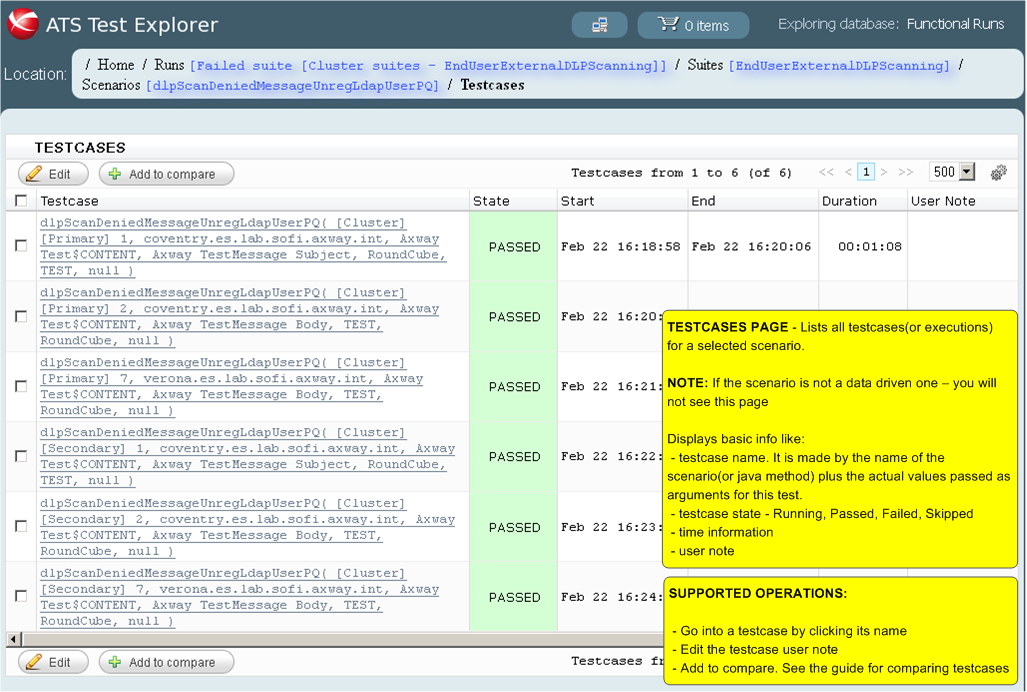 ATS Test Explorer
0 items
Exploring database: Functional Runs
Location:
/ Home / Runs [Failed suite [Cluster suites - EndUserExternalDLPScanning]] / Suites [EndUserExternalDLPScanning] /
Scenarios [dlpScanDeniedMessageUnregLdapUserPQ] / Testcases
TESTCASES
Edit
Add to compare
Testcases from 1 to 6 (of 6)
<< < 1 > >>
500
Testcase State Start End Duration User Note
dlpScanDeniedMessageUnregLdapUserPQ( [Cluster]
[Primary] 1, coventry.es.lab.sofi.axway.int, Axway
Test$CONTENT, Axway TestMessage Subject, RoundCube,
TEST, null )
PASSED
Feb 22 16:18:58
Feb 22 16:20:06
00:01:08
dlpScanDeniedMessageUnregLdapUserPQ( [Cluster]
[Primary] 2, coventry.es.lab.sofi.axway.int, Axway
Test$CONTENT, Axway TestMessage Body, TEST,
RoundCube, null )
PASSED
Feb 22 16:20:
dlpScanDeniedMessageUnregLdapUserPQ( [Cluster]
[Primary] 7, verona.es.lab.sofi.axway.int, Axway
Test$CONTENT, Axway TestMessage Body, TEST,
RoundCube, null )
PASSED
Feb 22 16:21:
dlpScanDeniedMessageUnregLdapUserPQ( [Cluster]
[Secondary] 1, coventry.es.lab.sofi.axway.int, Axway
Test$CONTENT, Axway TestMessage Subject, RoundCube,
TEST, null )
PASSED
Feb 22 16:22:
dlpScanDeniedMessageUnregLdapUserPQ( [Cluster]
[Secondary] 2, coventry.es.lab.sofi.axway.int, Axway
Test$CONTENT, Axway TestMessage Body, TEST,
RoundCube, null )
PASSED
Feb 22 16:23:
dlpScanDeniedMessageUnregLdapUserPQ( [Cluster]
[Secondary] 7, verona.es.lab.sofi.axway.int, Axway
Test$CONTENT, Axway TestMessage Body, TEST,
RoundCube, null )
PASSED
Feb 22 16:24:
TESTCASES PAGE - Lists all testcases(or executions)
for a selected scenario.
NOTE: If the scenario is not a data driven one – you will
not see this page
Displays basic info like:
- testcase name. It is made by the name of the
scenario(or java method) plus the actual values passed as
arguments for this test.
- testcase state - Running, Passed, Failed, Skipped
- time information
- user note
SUPPORTED OPERATIONS:
- Go into a testcase by clicking its name
- Edit the testcase user note
- Add to compare. See the guide for comparing testcases
Edit
Add to compare
Testcases